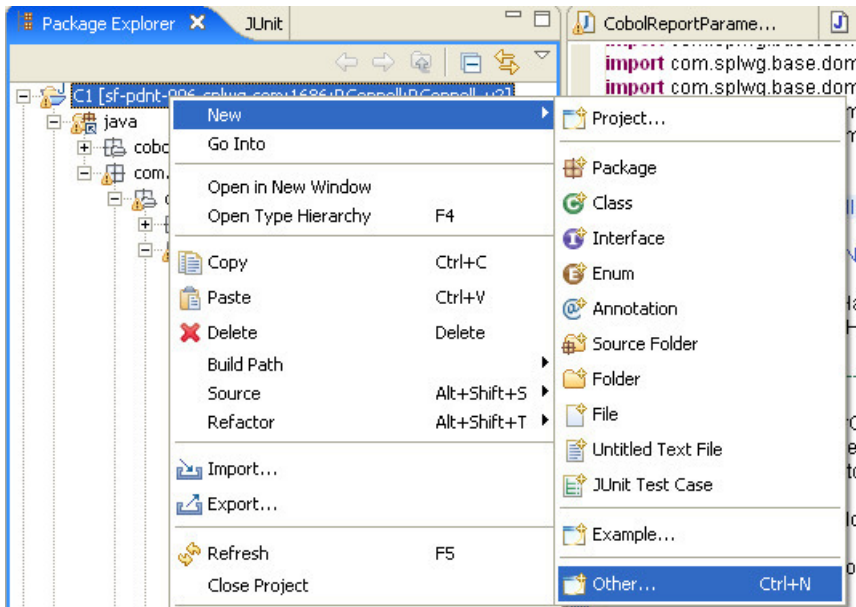 Package Explorer JUnit
CobolReportParame...
import com.splwg.base.dom
import com.splwg.base.dom
C1
java
cobo
com.
New
Go Into
Open in New Window
Open Type Hierarchy F4
Copy Ctrl+C
Paste Ctrl+V
Delete Delete
Build Path
Source Alt+Shift+S
Refactor Alt+Shift+T
Import...
Export...
Refresh F5
Close Project
Project...
Package
Class
Interface
Enum
Annotation
Source Folder
Folder
File
Untitled Text File
JUnit Test Case
Example...
Other... Ctrl+N